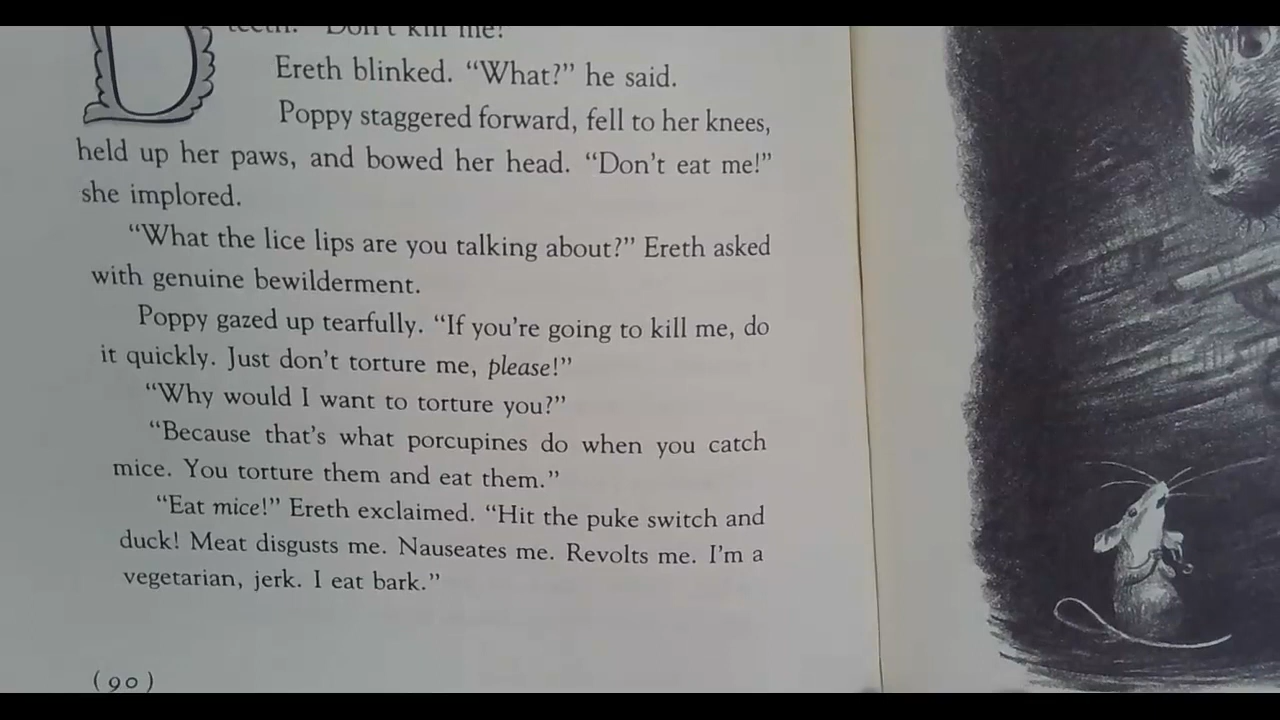 D
teeth. "Don't kill me!"
Ereth blinked. "What?" he said.
Poppy staggered forward, fell to her knees,
held up her paws, and bowed her head. "Don't eat me!"
she implored.
"What the lice lips are you talking about?" Ereth asked
with genuine bewilderment.
Poppy gazed up tearfully. "If you're going to kill me, do
it quickly. Just don't torture me, please!"
"Why would I want to torture you?"
"Because that's what porcupines do when you catch
mice. You torture them and eat them."
"Eat mice!" Ereth exclaimed. "Hit the puke switch and
duck! Meat disgusts me. Nauseates me. Revolts me. I'm a
vegetarian, jerk. I eat bark."
(90)